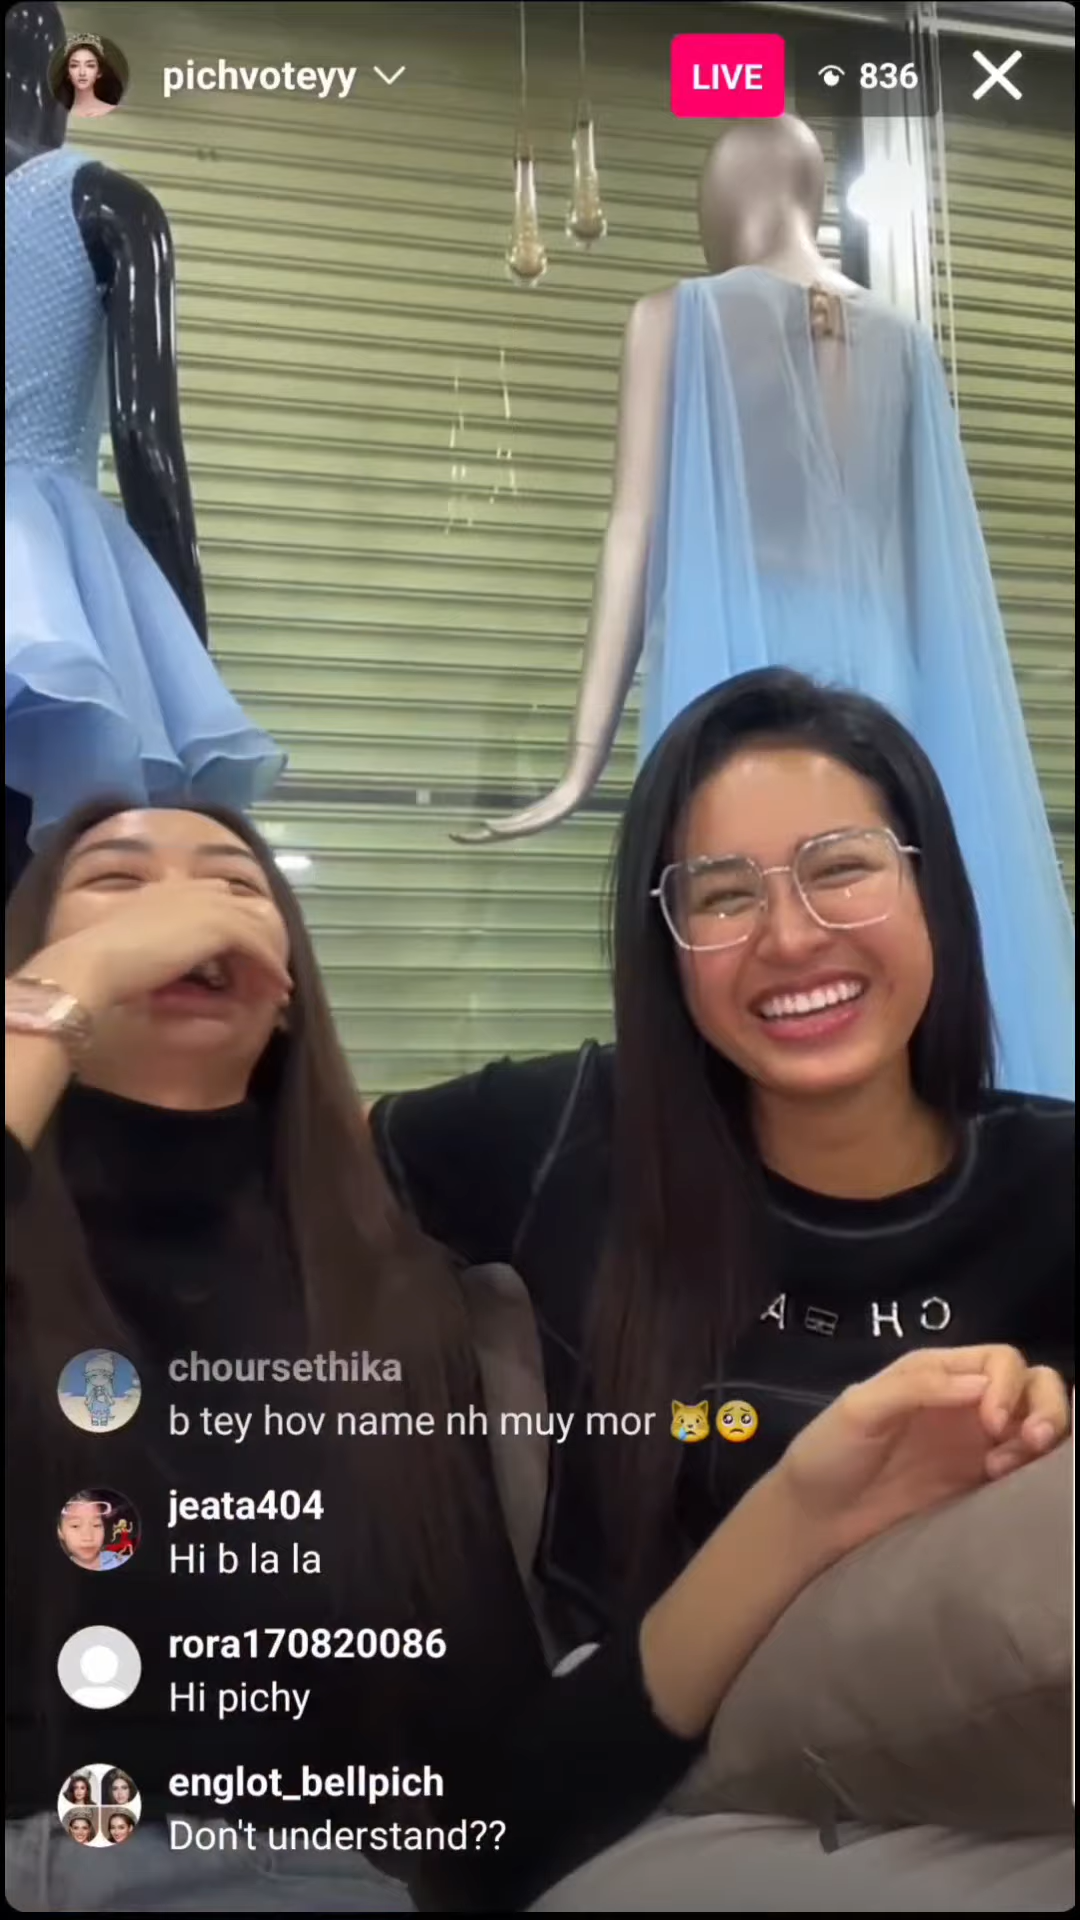 pichvoteyy
LIVE
836
choursethika
b tey hov name nh muy mor 😿🥺
jeata404
Hi b la la
rora170820086
Hi pichy
englot_bellpich
Don't understand??